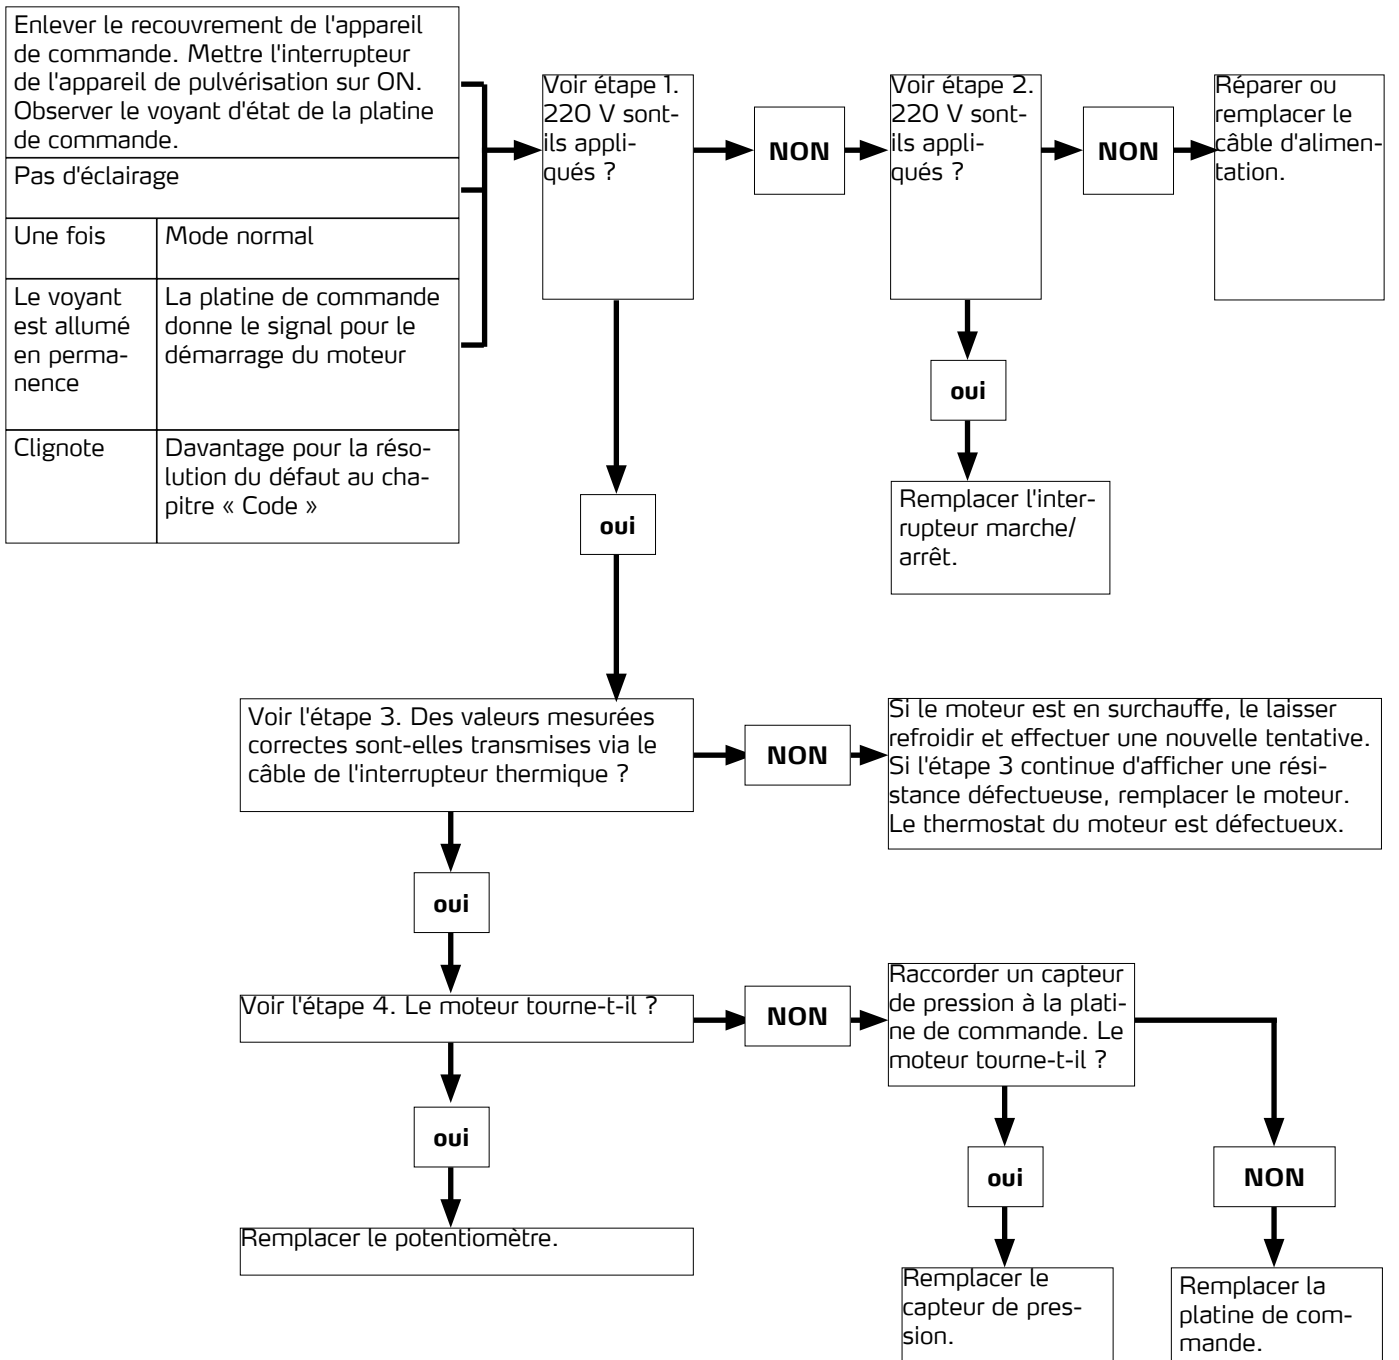 Enlever le recouvrement de l'appareil
de commande. Mettre l'interrupteur
de l'appareil de pulvérisation sur ON.
Observer le voyant d'état de la platine
de commande.
Pas d'éclairage
Une fois
Mode normal
Le voyant
est allumé
en perma-
nence
La platine de commande
donne le signal pour le
démarrage du moteur
Clignote
Davantage pour la réso-
lution du défaut au cha-
pitre « Code »
Voir étape 1.
220 V sont-
ils appli-
qués ?
NON
Voir étape 2.
220 V sont-
ils appli-
qués ?
NON
Réparer ou
remplacer le
câble d'alimen-
tation.
oui
Remplacer l'inter-
rupteur marche/
arrêt.
oui
Voir l'étape 3. Des valeurs mesurées
correctes sont-elles transmises via le
câble de l'interrupteur thermique ?
NON
Si le moteur est en surchauffe, le laisser
refroidir et effectuer une nouvelle tentative.
Si l'étape 3 continue d'afficher une rési-
stance défectueuse, remplacer le moteur.
Le thermostat du moteur est défectueux.
oui
Voir l'étape 4. Le moteur tourne-t-il ?
NON
Raccorder un capteur
de pression à la plati-
ne de commande. Le
moteur tourne-t-il ?
oui
Remplacer le potentiomètre.
oui
NON
Remplacer le
capteur de pres-
sion.
Remplacer la
platine de com-
mande.